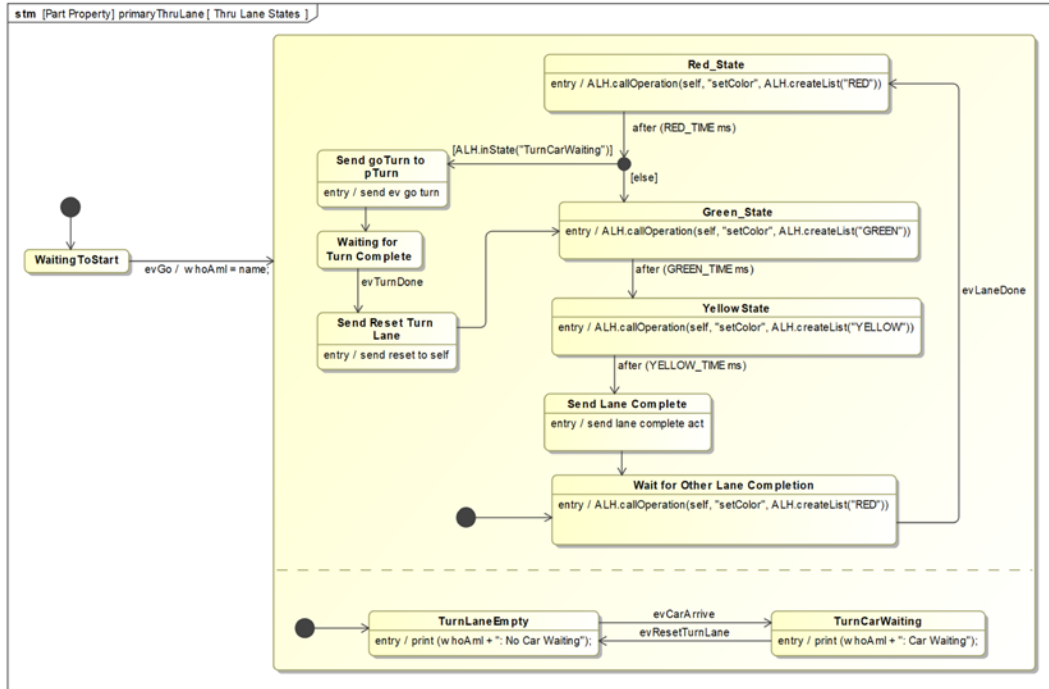 stm [Part Property] primaryThruLane [ Thru Lane States ]
Red_State
entry / ALH.callOperation(self, "setColor", ALH.createList("RED"))
after (RED_TIME ms)
[ALH.inState("TurnCarWaiting")]
[else]
Send goTurn to
pTurn
entry / send ev go turn
Green_State
entry / ALH.callOperation(self, "setColor", ALH.createList("GREEN"))
Waiting for
Turn Complete
WaitingToStart
evGo / whoAmI = name;
after (GREEN_TIME ms)
evTurnDone
evLaneDone
YellowState
entry / ALH.callOperation(self, "setColor", ALH.createList("YELLOW"))
Send Reset Turn
Lane
entry / send reset to self
after (YELLOW_TIME ms)
Send Lane Complete
entry / send lane complete act
Wait for Other Lane Completion
entry / ALH.callOperation(self, "setColor", ALH.createList("RED"))
TurnLaneEmpty
entry / print (whoAmI + ": No Car Waiting");
evCarArrive
evResetTurnLane
TurnCarWaiting
entry / print (whoAmI + ": Car Waiting");